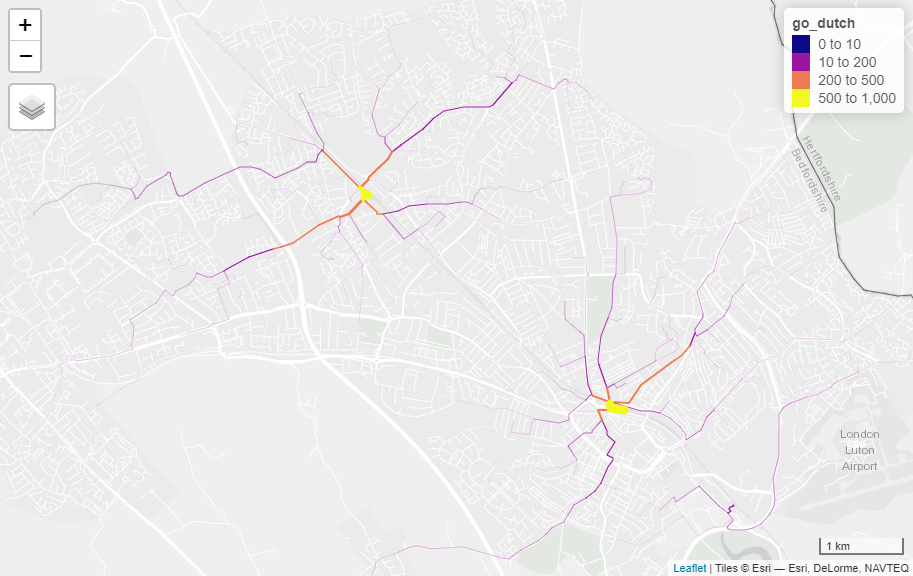 +
−
go_dutch
0 to 10
10 to 200
200 to 500
500 to 1,000
Hertfordshire
Bedfordshire
London
Luton
Airport
1 km
Leaflet | Tiles © Esri — Esri, DeLorme, NAVTEQ